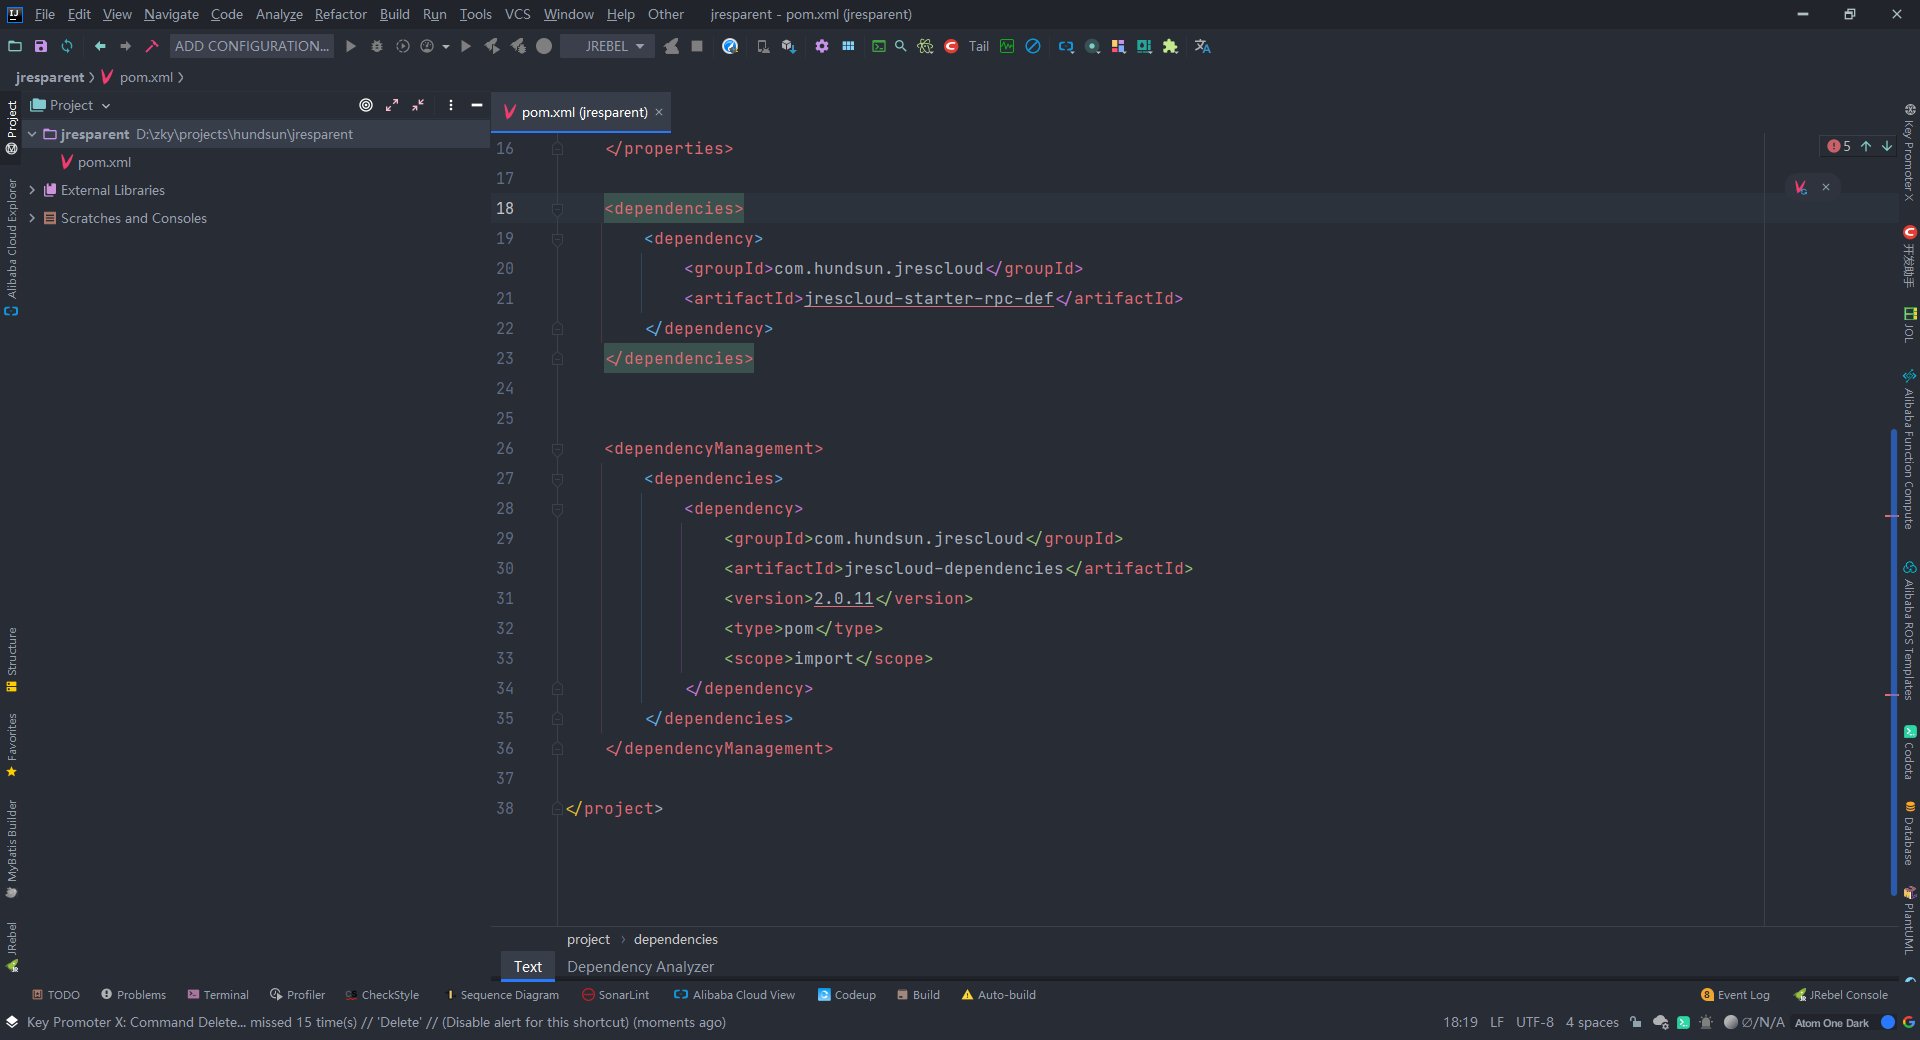 File Edit View Navigate Code Analyze Refactor Build Run Tools VCS Window Help Other jresparent - pom.xml (jresparent)
ADD CONFIGURATION... JREBEL Tail
jresparent pom.xml
Project
pom.xml (jresparent)
jresparent D:\zky\projects\hundsun\jresparent
pom.xml
External Libraries
Scratches and Consoles
Project
Alibaba Cloud Explorer
Structure
Favorites
MyBatis Builder
JRebel
16 </properties>
17
18 <dependencies>
19 <dependency>
20 <groupId>com.hundsun.jrescloud</groupId>
21 <artifactId>jrescloud-starter-rpc-def</artifactId>
22 </dependency>
23 </dependencies>
24
25
26 <dependencyManagement>
27 <dependencies>
28 <dependency>
29 <groupId>com.hundsun.jrescloud</groupId>
30 <artifactId>jrescloud-dependencies</artifactId>
31 <version>2.0.11</version>
32 <type>pom</type>
33 <scope>import</scope>
34 </dependency>
35 </dependencies>
36 </dependencyManagement>
37
38 </project>
5
Key Promoter X
开发助手
JOL
Alibaba Function Compute
Alibaba ROS Templates
Codota
Database
PlantUML
project dependencies
Text Dependency Analyzer
TODO Problems Terminal Profiler CheckStyle Sequence Diagram SonarLint Alibaba Cloud View Codeup Build Auto-build 8 Event Log JRebel Console
Key Promoter X: Command Delete... missed 15 time(s) // 'Delete' // (Disable alert for this shortcut) (moments ago) 18:19 LF UTF-8 4 spaces Ø/N/A Atom One Dark